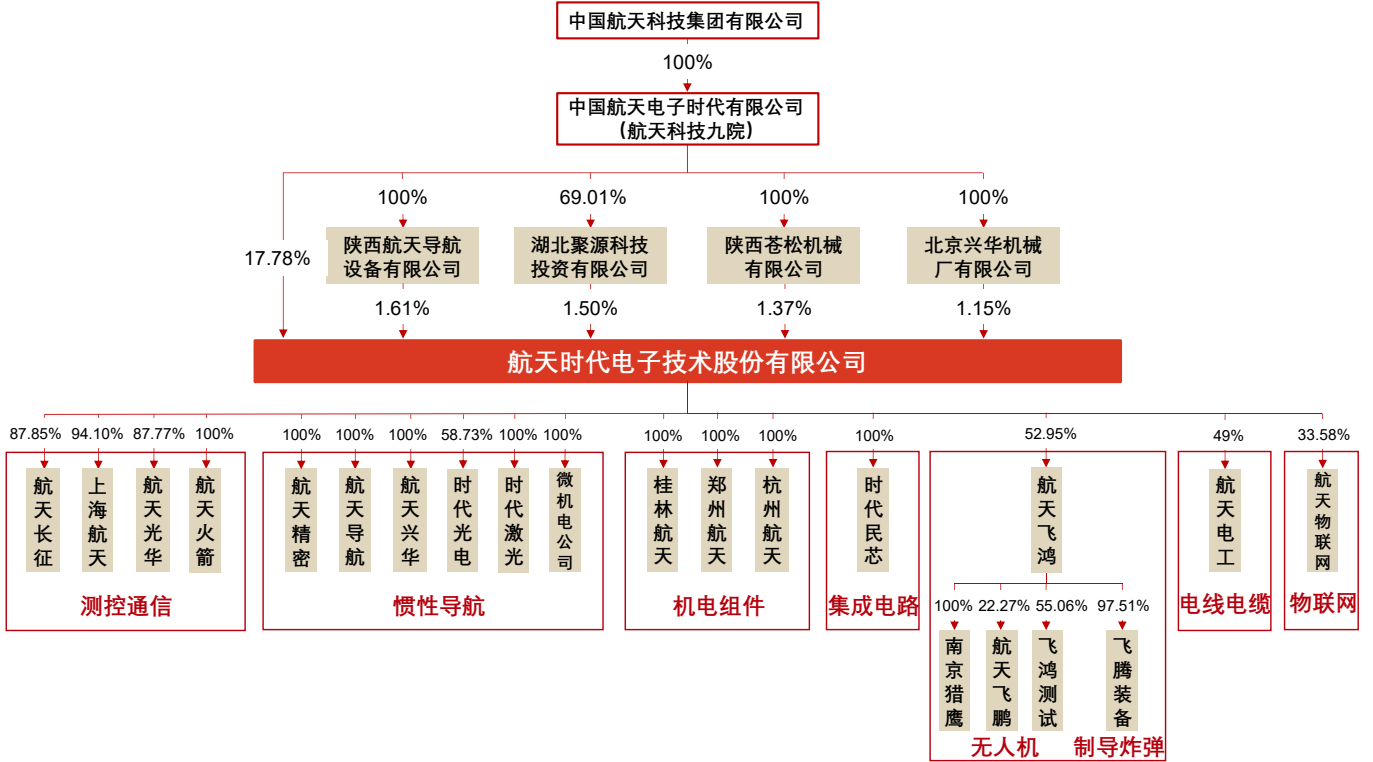 中国航天科技集团有限公司
100%
中国航天电子时代有限公司
(航天科技九院)
100%
69.01%
100%
100%
17.78%
陕西航天导航
设备有限公司
湖北聚源科技
投资有限公司
陕西苍松机械
有限公司
北京兴华机械
厂有限公司
1.61%
1.50%
1.37%
1.15%
航天时代电子技术股份有限公司
87.85%
94.10%
87.77%
100%
100%
100%
100%
58.73%
100%
100%
100%
100%
100%
100%
52.95%
49%
33.58%
航天长征
上海航天
航天光华
航天火箭
测控通信
航天精密
航天导航
航天兴华
时代光电
时代激光
微机电公司
惯性导航
桂林航天
郑州航天
杭州航天
机电组件
时代民芯
集成电路
航天飞鸿
100%
22.27%
55.06%
97.51%
南京猎鹰
航天飞鹏
飞鸿测试
飞腾装备
无人机
制导炸弹
航天电工
电线电缆
航天物联网
物联网